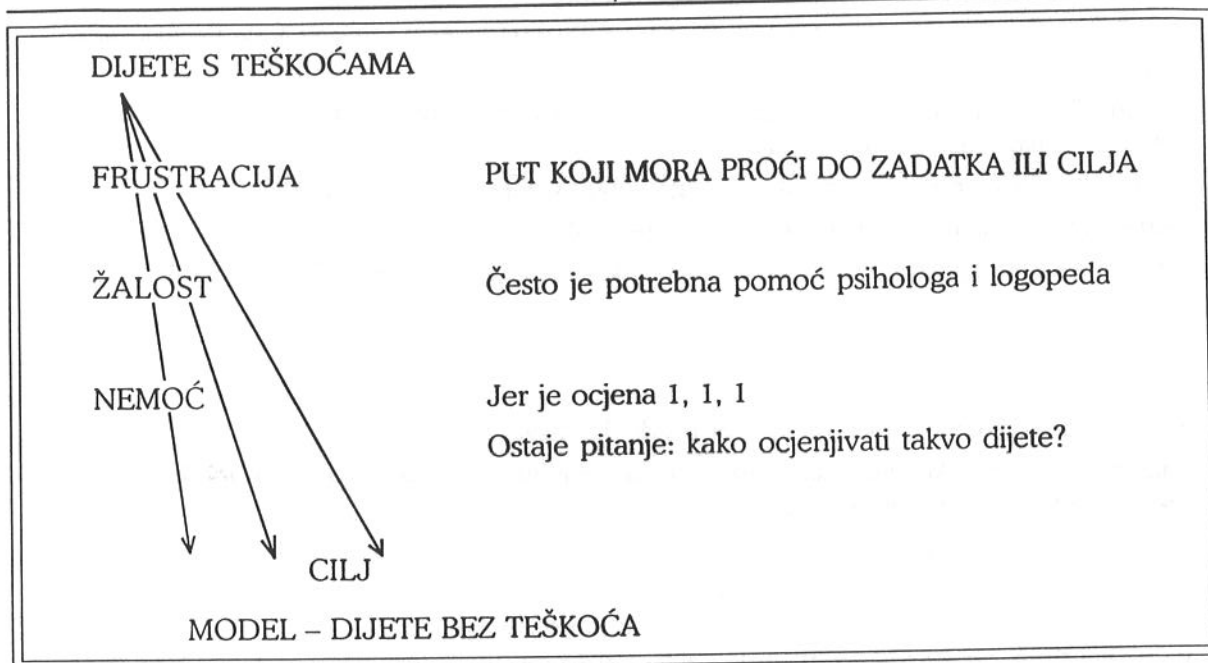 DIJETE S TEŠKOĆAMA
FRUSTRACIJA
PUT KOJI MORA PROĆI DO ZADATKA ILI CILJA
ŽALOST
Često je potrebna pomoć psihologa i logopeda
NEMOĆ
Jer je ocjena 1, 1, 1
Ostaje pitanje: kako ocjenjivati takvo dijete?
CILJ
MODEL – DIJETE BEZ TEŠKOĆA